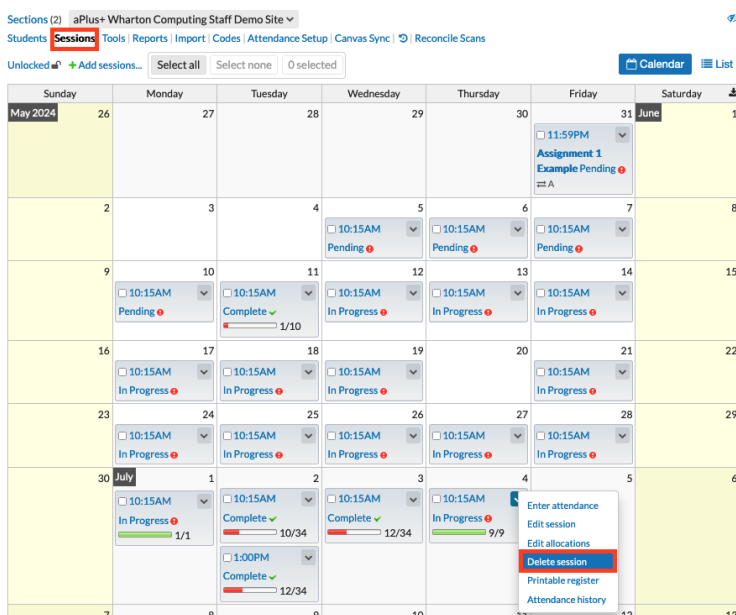 Sections (2) aPlus+ Wharton Computing Staff Demo Site
Students Sessions Tools | Reports | Import | Codes | Attendance Setup | Canvas Sync | | Reconcile Scans
Unlocked + Add sessions... Select all Select none 0 selected Calendar List
Sunday Monday Tuesday Wednesday Thursday Friday Saturday
May 2024 26 27 28 29 30 31 June 1
11:59PM
Assignment 1
Example Pending
A
2 3 4 5 6 7 8
10:15AM 10:15AM 10:15AM
Pending Pending Pending
9 10 11 12 13 14 15
10:15AM 10:15AM 10:15AM 10:15AM 10:15AM
Pending Complete In Progress In Progress In Progress
1/10
16 17 18 19 20 21 22
10:15AM 10:15AM 10:15AM 10:15AM
In Progress In Progress In Progress In Progress
23 24 25 26 27 28 29
10:15AM 10:15AM 10:15AM 10:15AM 10:15AM
In Progress In Progress In Progress In Progress In Progress
30 July 1 2 3 4 5 6
10:15AM 10:15AM 10:15AM 10:15AM
In Progress Complete Complete In Progress
1/1 10/34 12/34 9/9
1:00PM
Complete
12/34
Enter attendance
Edit session
Edit allocations
Delete session
Printable register
Attendance history
7 8 9 10 11 12 13